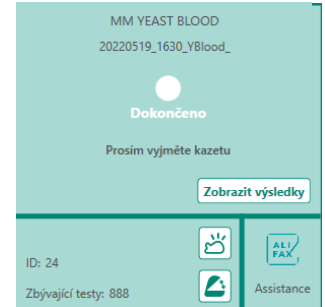 MM YEAST BLOOD
20220519_1630_YBlood_
Dokončeno
Prosím vyjměte kazetu
Zobrazit výsledky
ID: 24
Zbývající testy: 888
ALI
FAX
Assistance